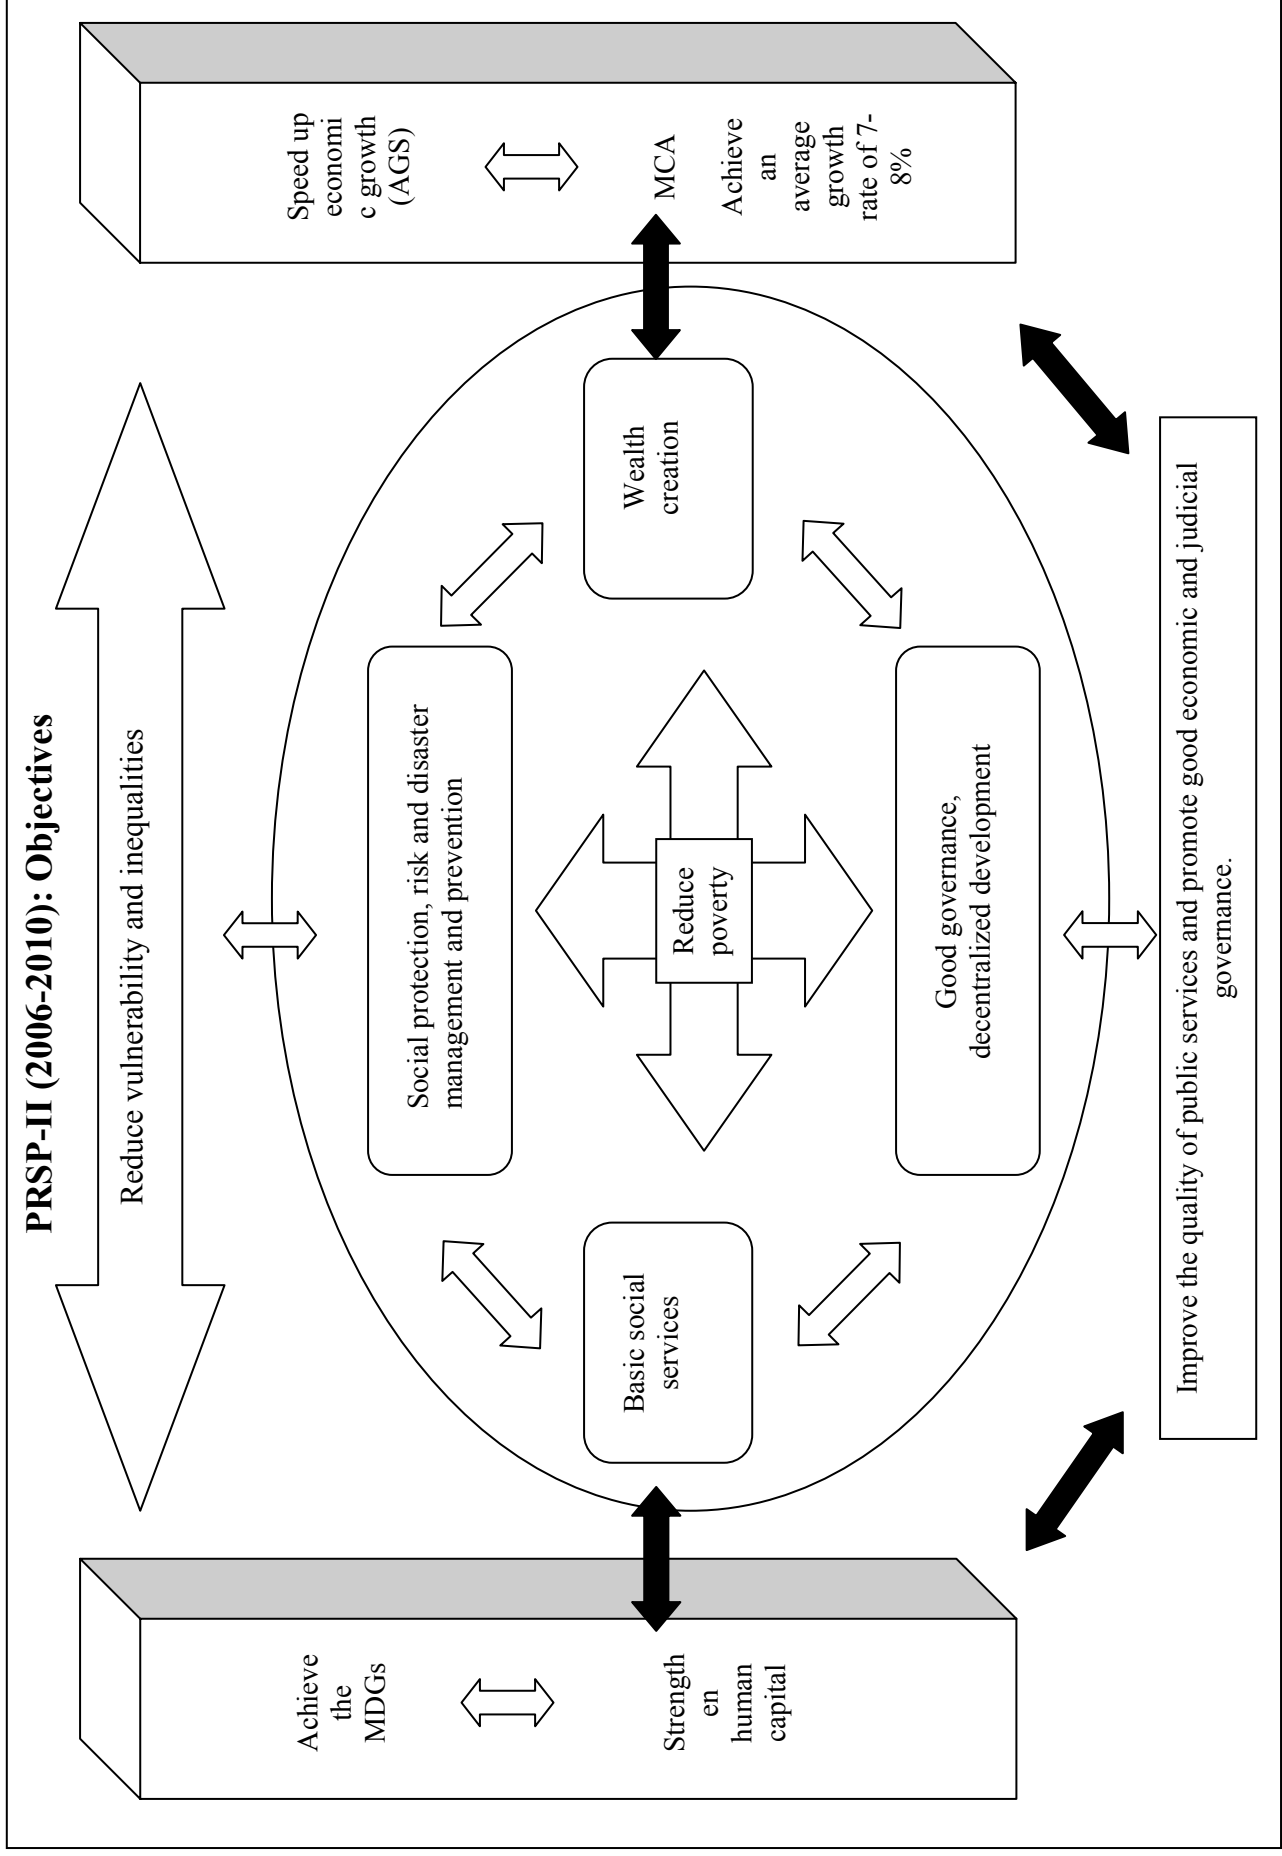 PRSP-II (2006-2010): Objectives
Reduce vulnerability and inequalities
Achieve
the
MDGs
Strength
en
human
capital
Social protection, risk and disaster
management and prevention
Basic social
services
Reduce
poverty
Wealth
creation
Good governance,
decentralized development
Speed up
economi
c growth
(AGS)
MCA
Achieve
an
average
growth
rate of 7-
8%
Improve the quality of public services and promote good economic and judicial
governance.